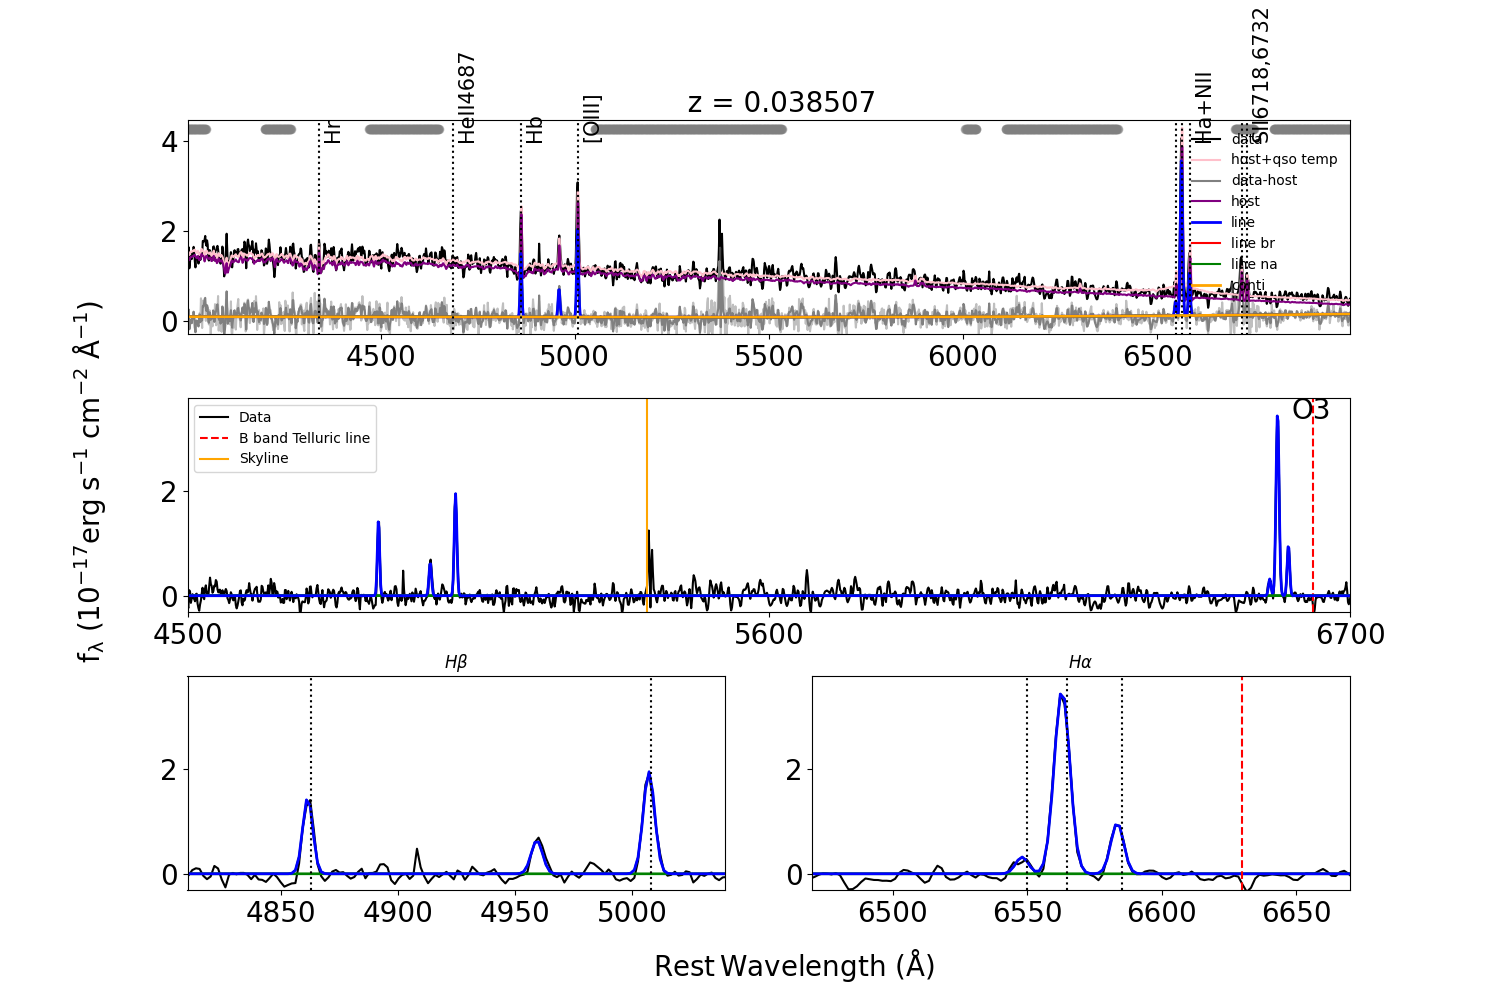 z = 0.038507
Hr
HeII4687
Hb
[OIII]
Ha+NII
SII6718,6732
data
host+qso temp
data-host
host
line
line br
line na
conti
4
2
0
4500
5000
5500
6000
6500
Data
B band Telluric line
Skyline
O3
2
0
4500
5600
6700
fλ (10⁻¹⁷erg s⁻¹ cm⁻² Å⁻¹)
Hβ
2
0
4850
4900
4950
5000
Hα
2
0
6500
6550
6600
6650
Rest Wavelength (Å)